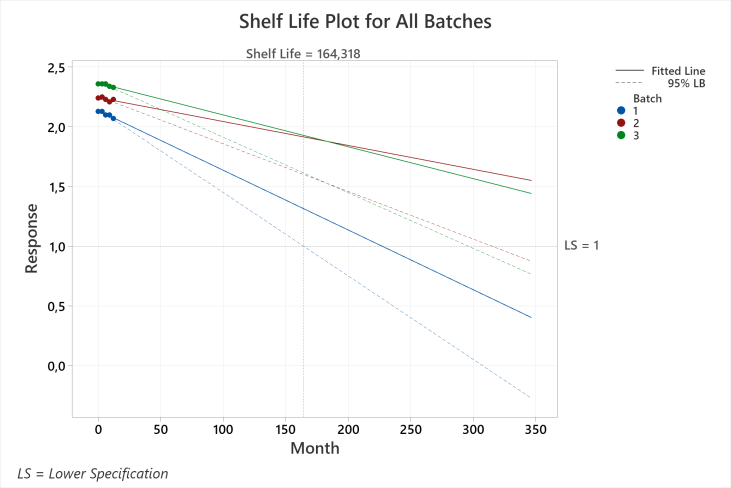 Shelf Life Plot for All Batches
Shelf Life = 164,318
2,5
2,0
1,5
1,0
0,5
0,0
Response
0 50 100 150 200 250 300 350
Month
LS = 1
Fitted Line
95% LB
Batch
1
2
3
LS = Lower Specification